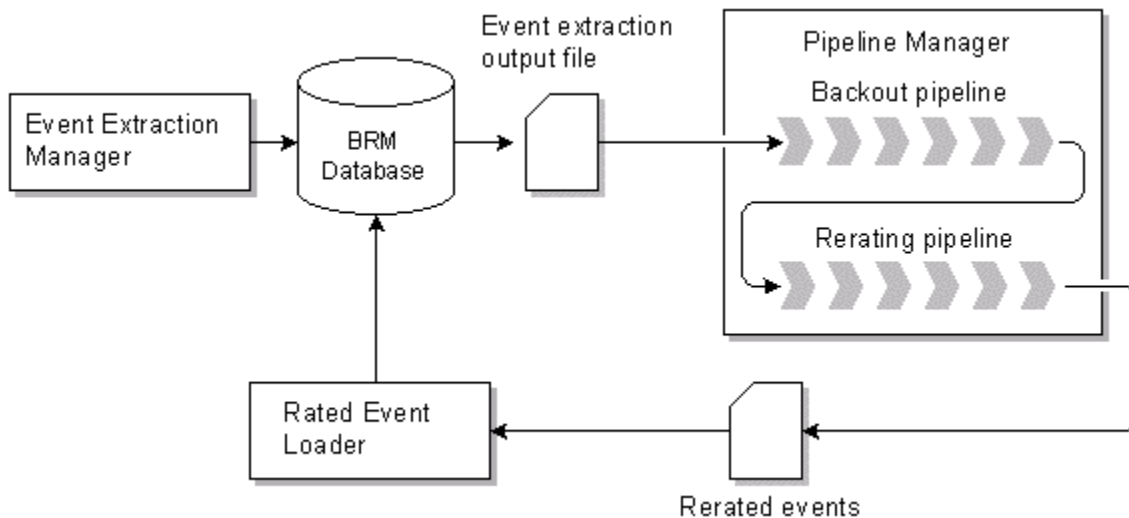 Event extraction
output file
Pipeline Manager
Backout pipeline
Event Extraction
Manager
BRM
Database
Rerating pipeline
Rated Event
Loader
Rerated events